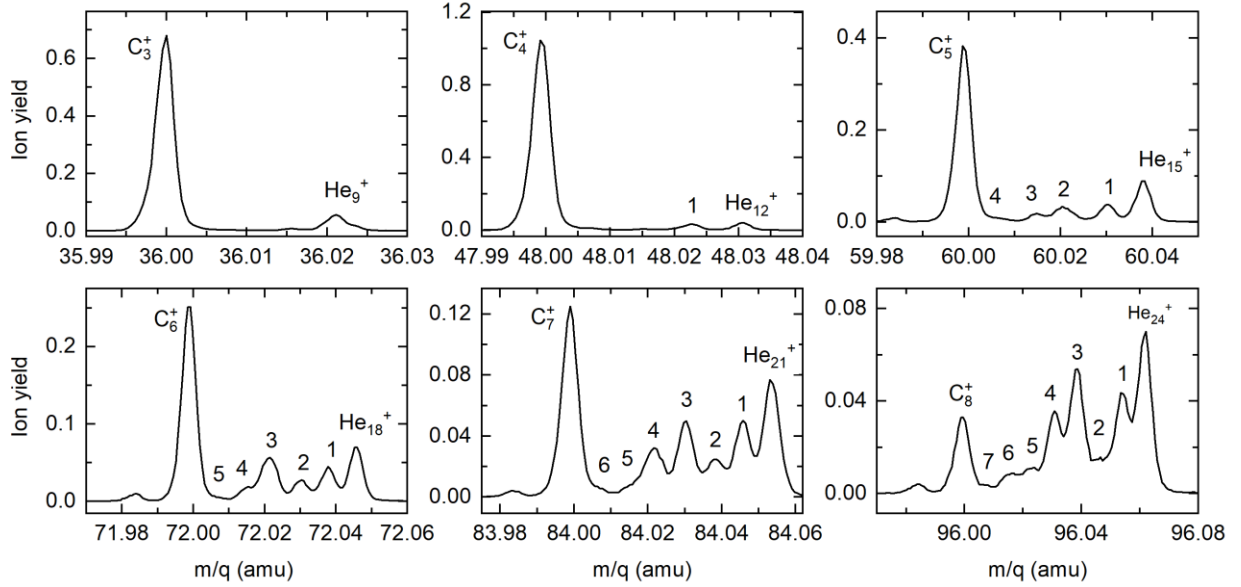 C₃⁺
He₉⁺
Ion yield
0.6
0.4
0.2
0.0
35.99 36.00 36.01 36.02 36.03
C₄⁺
1
He₁₂⁺
1.2
0.8
0.4
0.0
47.99 48.00 48.01 48.02 48.03 48.04
C₅⁺
4 3 2 1
He₁₅⁺
0.4
0.2
0.0
59.98 60.00 60.02 60.04
C₆⁺
5 4 3 2 1
He₁₈⁺
Ion yield
0.2
0.1
0.0
71.98 72.00 72.02 72.04 72.06
m/q (amu)
C₇⁺
6 5 4 3 2 1
He₂₁⁺
0.12
0.08
0.04
0.00
83.98 84.00 84.02 84.04 84.06
m/q (amu)
C₈⁺
7 6 5 4 3 2 1
He₂₄⁺
0.08
0.04
0.00
96.00 96.04 96.08
m/q (amu)